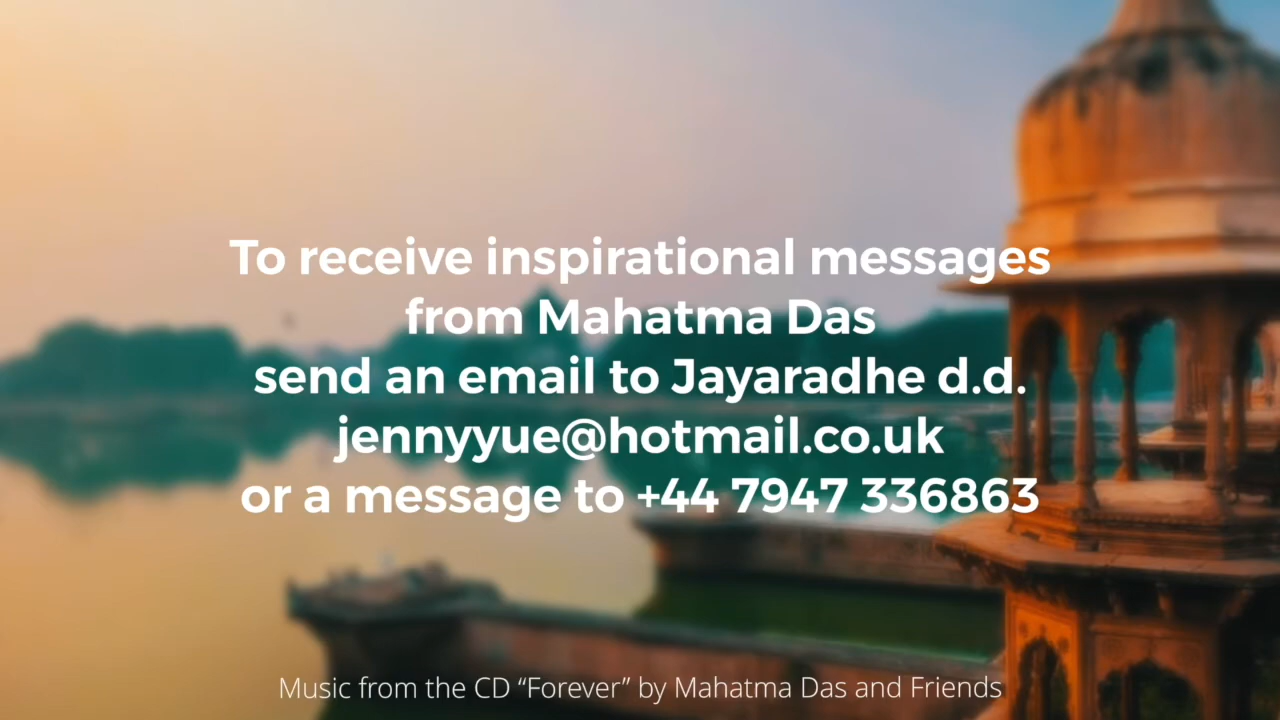 To receive inspirational messages
from Mahatma Das
send an email to Jayaradhe d.d.
jennyyue@hotmail.co.uk
or a message to +44 7947 336863
Music from the CD “Forever” by Mahatma Das and Friends